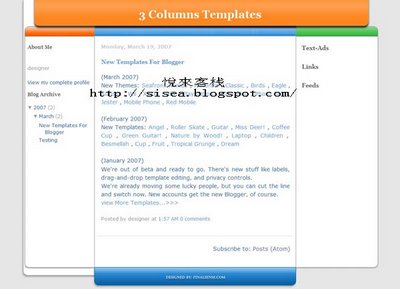 3 Columns Templates
About Me
designer
View my complete profile
Blog Archive
▼ 2007 (2)
▼ March (2)
New Templates For
Blogger
Testing
Monday, March 19, 2007
New Templates For Blogger
(March 2007)
New Themes: Seafront Classic , Birds , Eagle ,
Jester , Mobile Phone , Red Mobile
悅來客栈
http://sisea.blogspot.com/
(February 2007)
New Templates: Angel , Roller Skate , Guitar , Miss Deer! , Coffee
Cup , Green Guitar! , Nature by Wood! , Laptop , Children ,
Besmellah , Cup , Fruit , Tropical Grunge , Dream
(January 2007)
We're out of beta and ready to go. There's new stuff like labels,
drag-and-drop template editing, and privacy controls.
We're already moving some lucky people, but you can cut the line
and switch now. New accounts get the new Blogger, of course.
view More Templates...>>>
Posted by designer at 1:57 AM 0 comments
Subscribe to: Posts (Atom)
Text-Ads
Links
Feeds
DESIGNED BY: FINALSENSE.COM